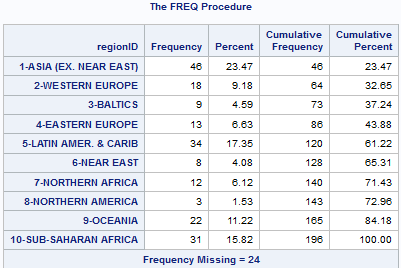 The FREQ Procedure
regionID Frequency Percent Cumulative Frequency Cumulative Percent
1-ASIA (EX. NEAR EAST) 46 23.47 46 23.47
2-WESTERN EUROPE 18 9.18 64 32.65
3-BALTICS 9 4.59 73 37.24
4-EASTERN EUROPE 13 6.63 86 43.88
5-LATIN AMER. & CARIB 34 17.35 120 61.22
6-NEAR EAST 8 4.08 128 65.31
7-NORTHERN AFRICA 12 6.12 140 71.43
8-NORTHERN AMERICA 3 1.53 143 72.96
9-OCEANIA 22 11.22 165 84.18
10-SUB-SAHARAN AFRICA 31 15.82 196 100.00
Frequency Missing = 24